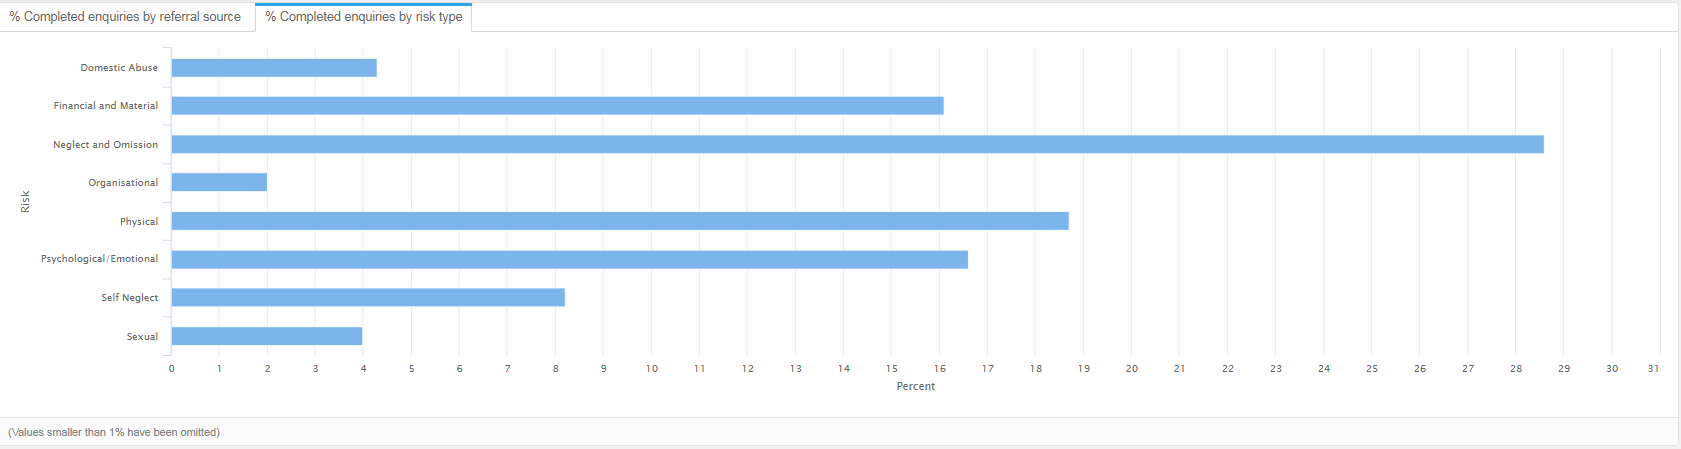 % Completed enquiries by referral source
% Completed enquiries by risk type
Domestic Abuse
Financial and Material
Neglect and Omission
Organisational
Physical
Psychological/Emotional
Self Neglect
Sexual
Risk
0 1 2 3 4 5 6 7 8 9 10 11 12 13 14 15 16 17 18 19 20 21 22 23 24 25 26 27 28 29 30 31
Percent
(Values smaller than 1% have been omitted)